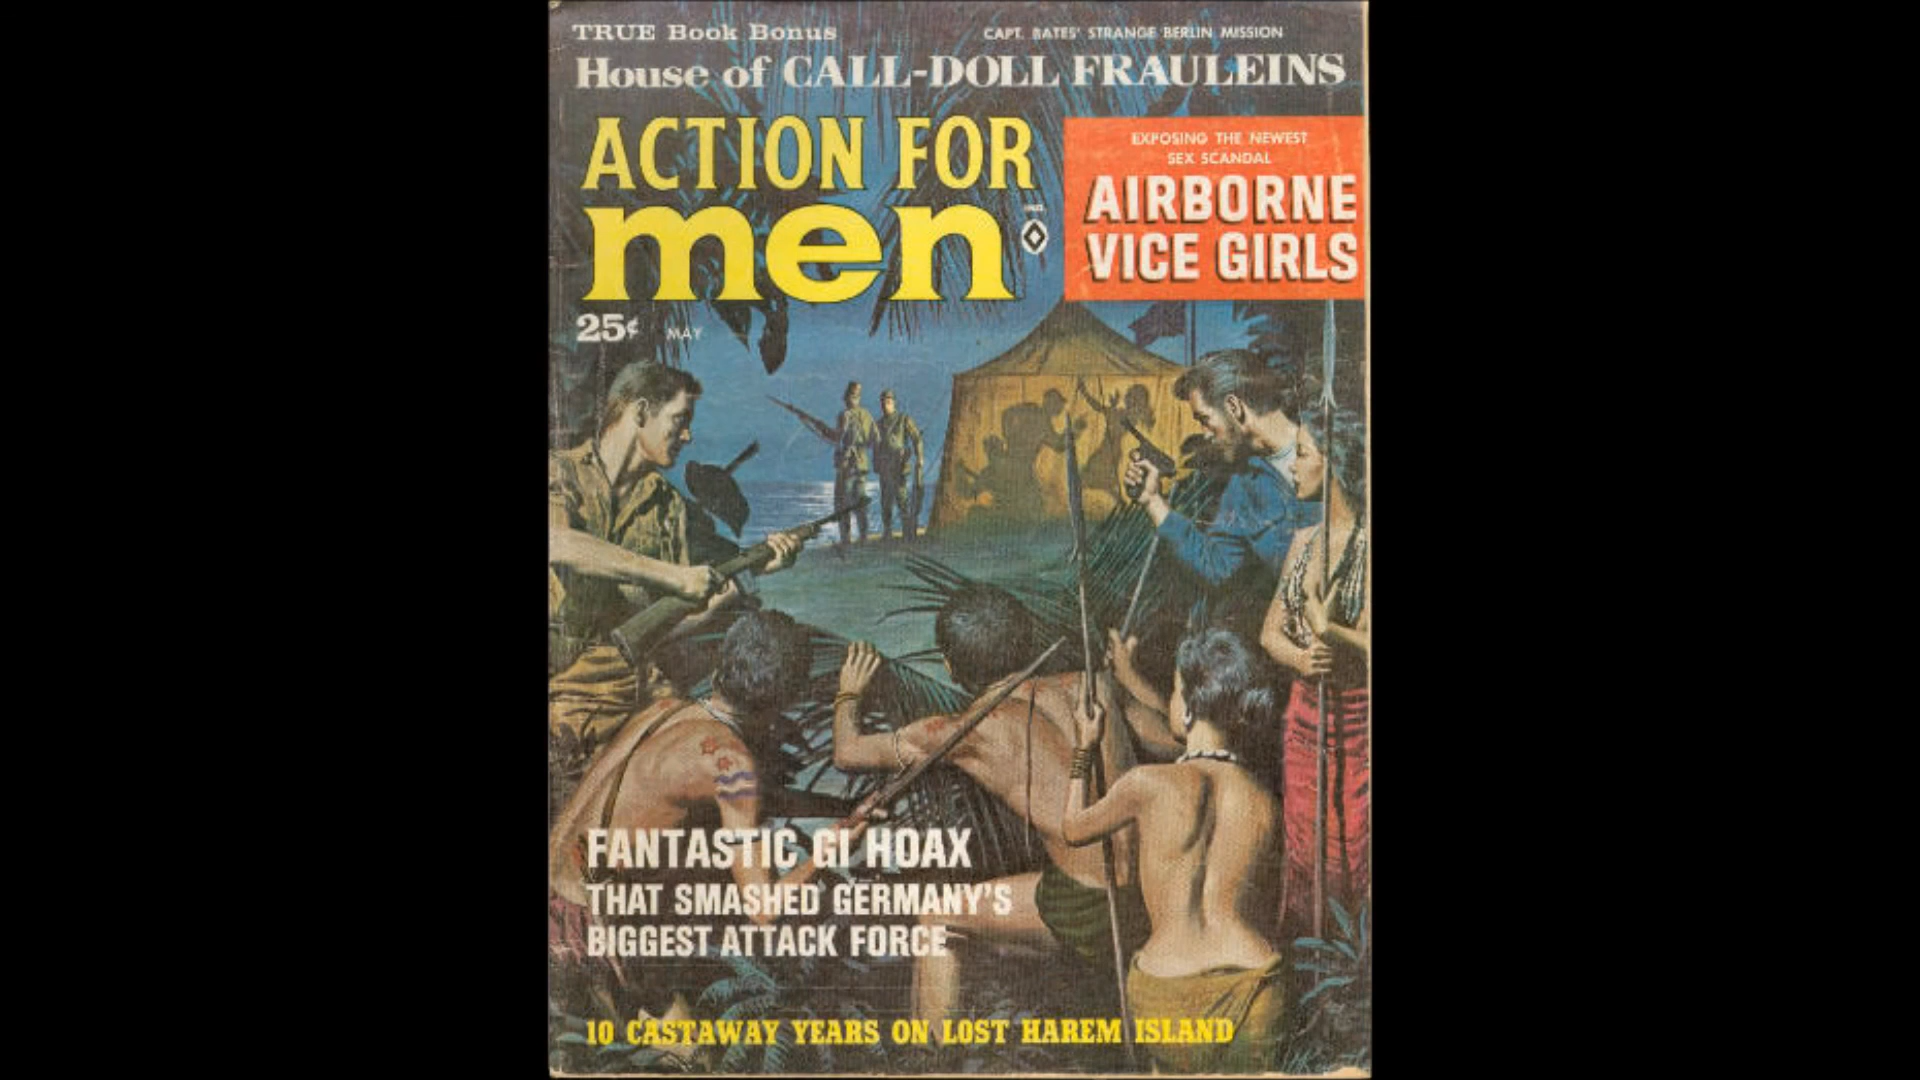 TRUE Book Bonus
CAPT. BATES' STRANGE BERLIN MISSION
House of CALL-DOLL FRAULEINS
ACTION FOR
men
EXPOSING THE NEWEST
SEX SCANDAL
AIRBORNE
VICE GIRLS
25¢ MAY
FANTASTIC GI HOAX
THAT SMASHED GERMANY'S
BIGGEST ATTACK FORCE
10 CASTAWAY YEARS ON LOST HAREM ISLAND